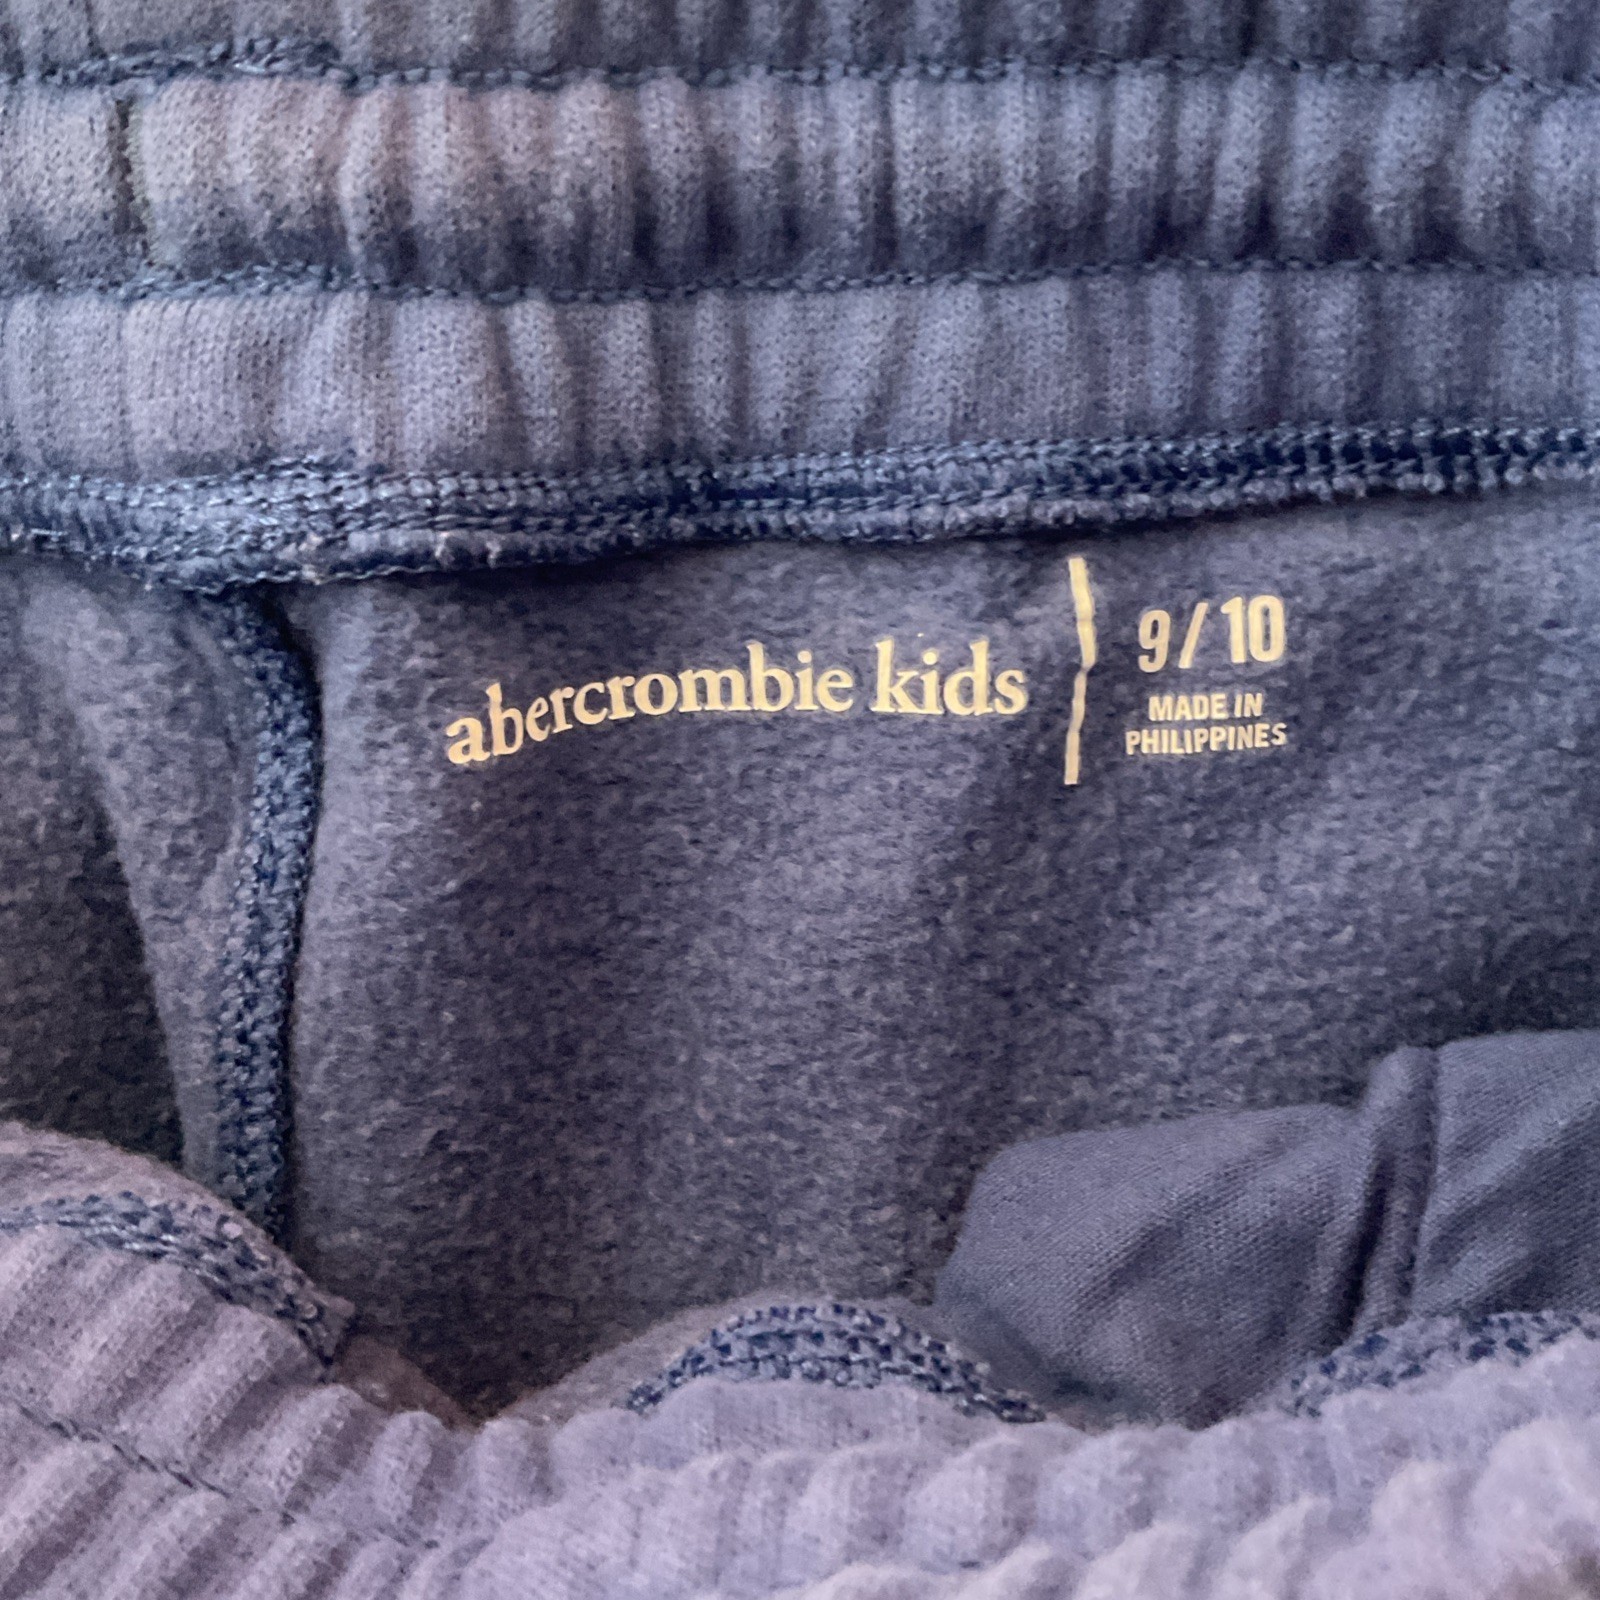 abercrombie kids
9/10
MADE IN
PHILIPPINES